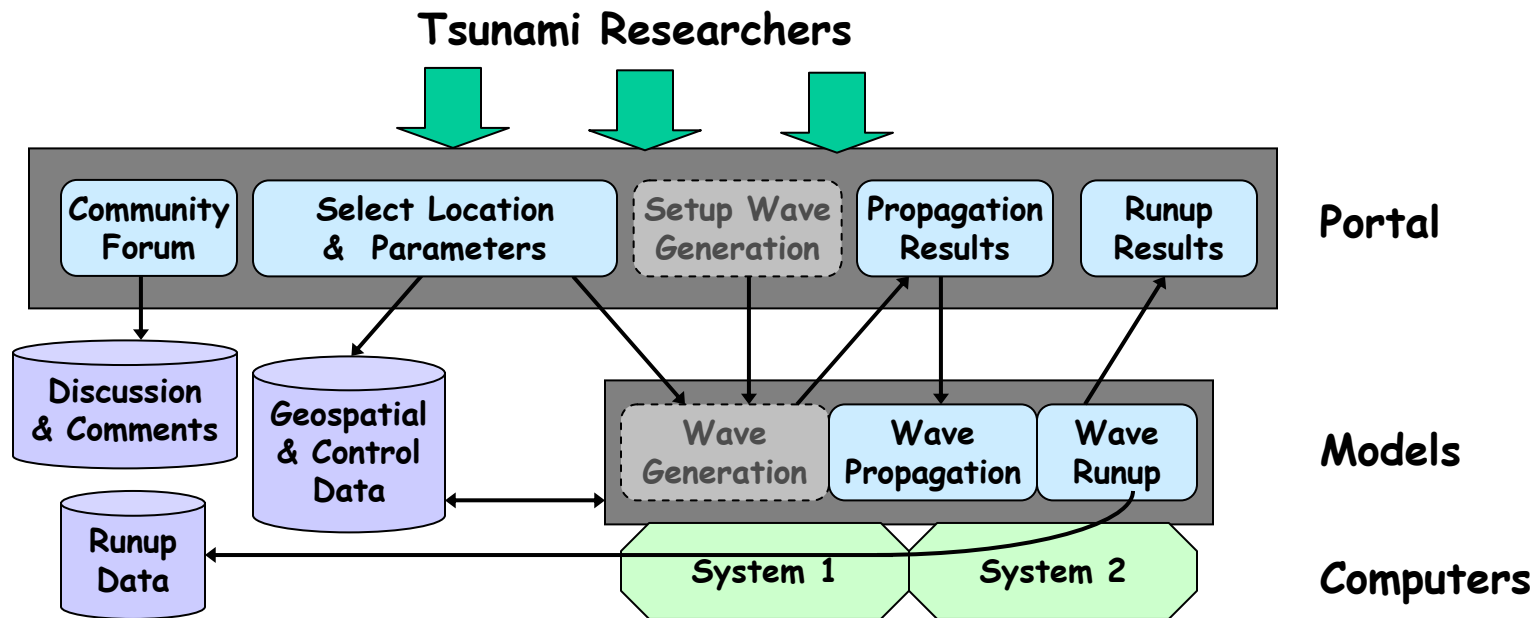 Tsunami Researchers
Community
Forum
Select Location
& Parameters
Setup Wave
Generation
Propagation
Results
Runup
Results
Portal
Discussion
& Comments
Geospatial
& Control
Data
Wave
Generation
Wave
Propagation
Wave
Runup
Models
Runup
Data
System 1
System 2
Computers